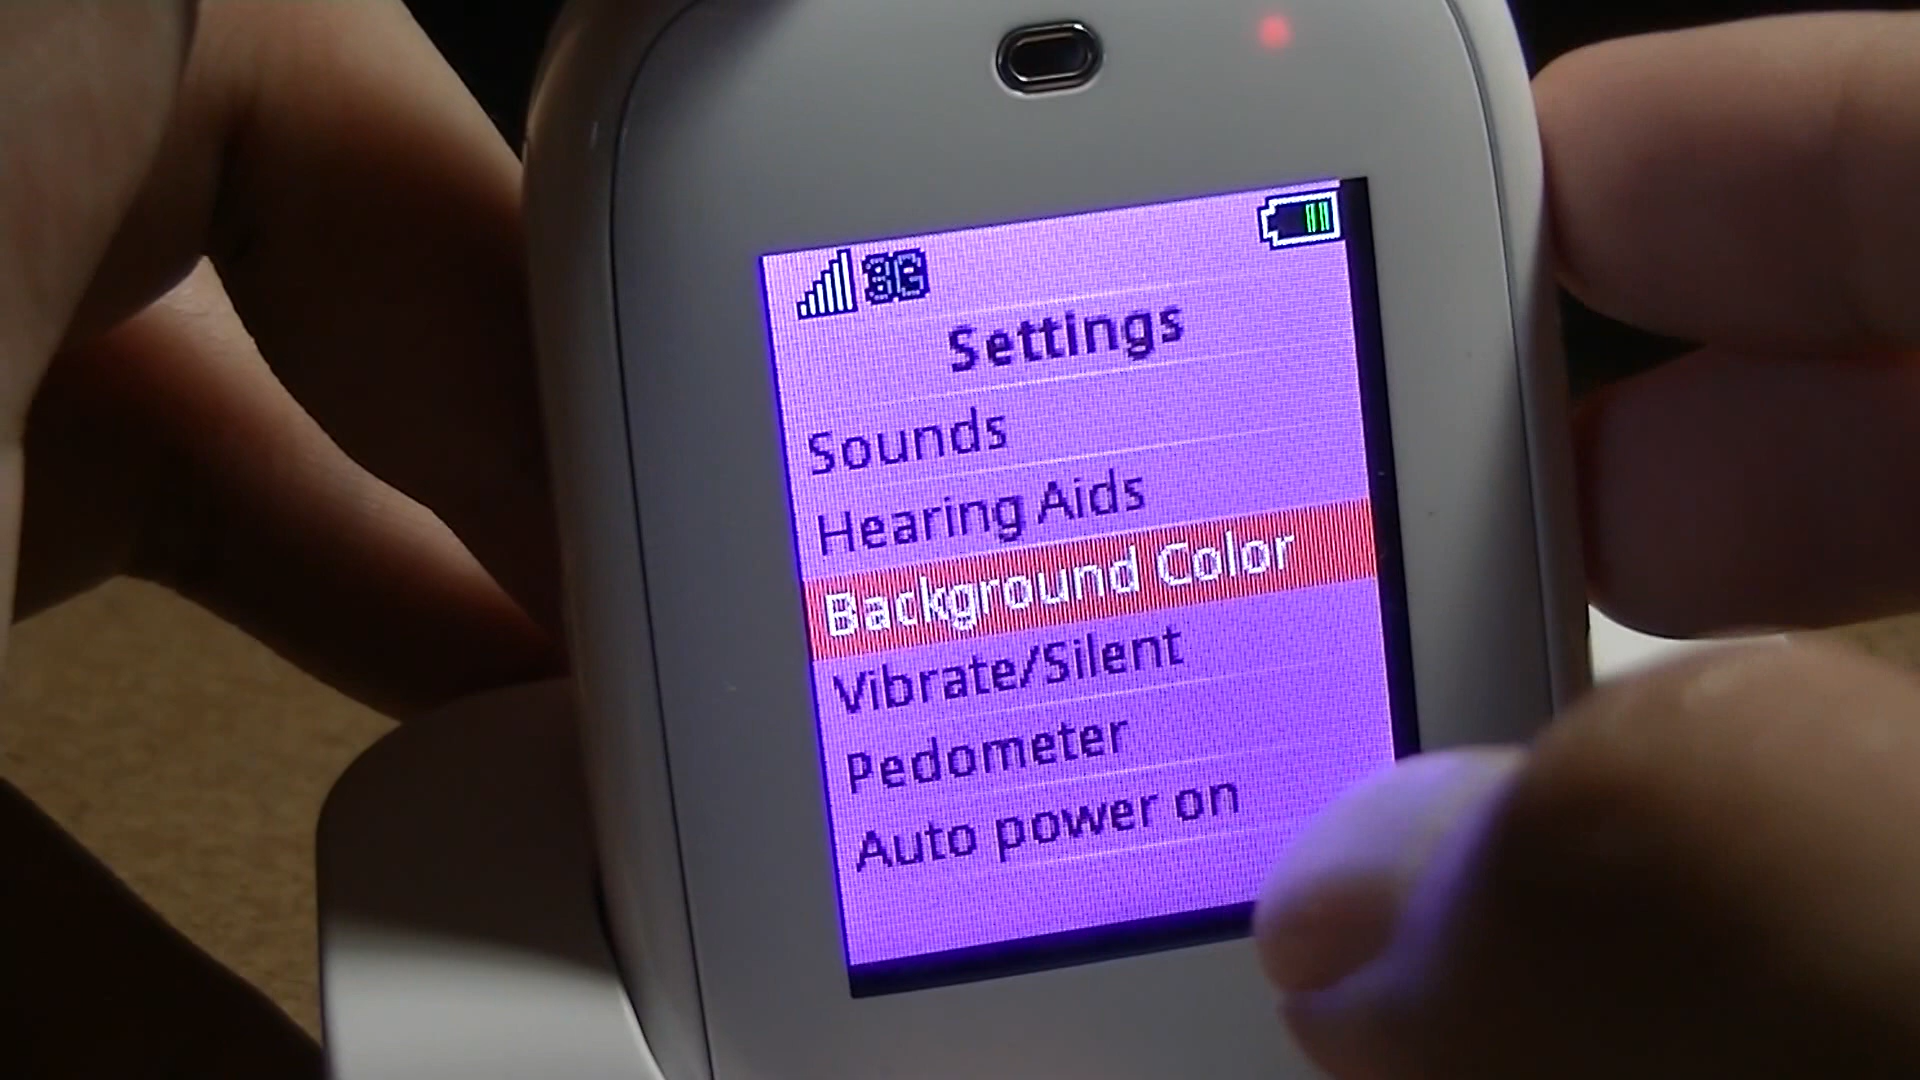 3G
Settings
Sounds
Hearing Aids
Background Color
Vibrate/Silent
Pedometer
Auto power on